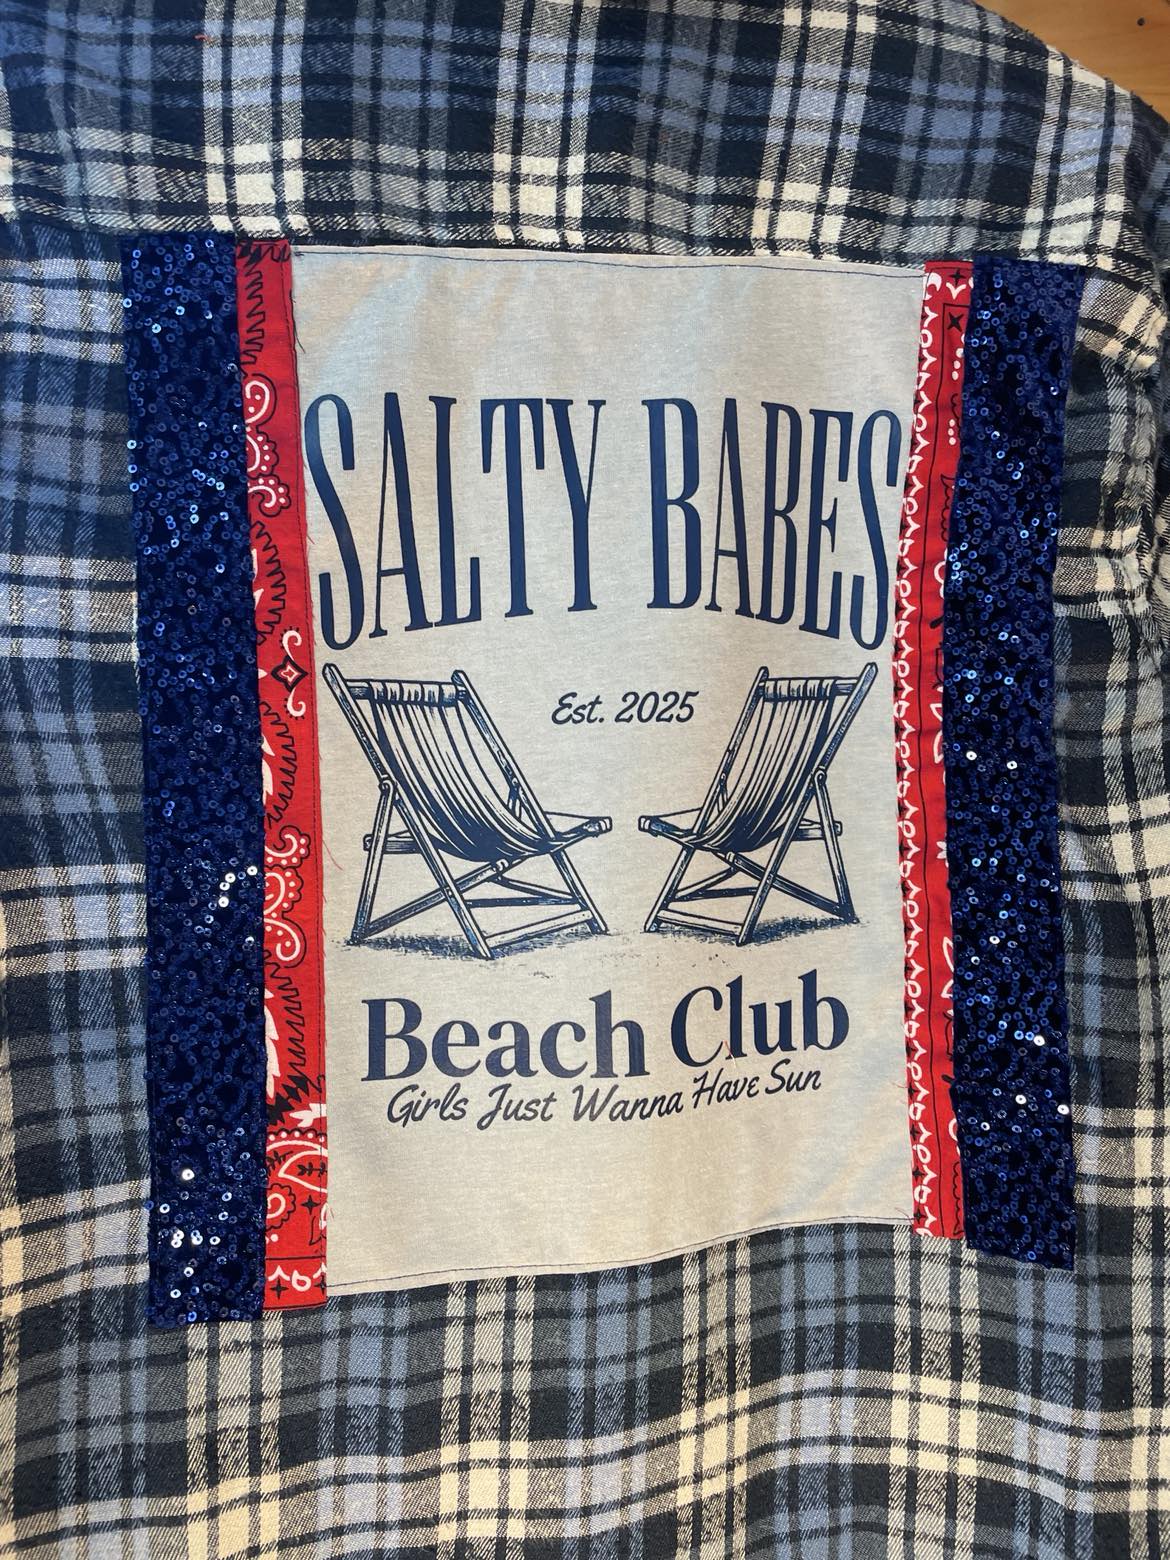 SALTY BABES
Est. 2025
Beach Club
Girls Just Wanna Have Sun